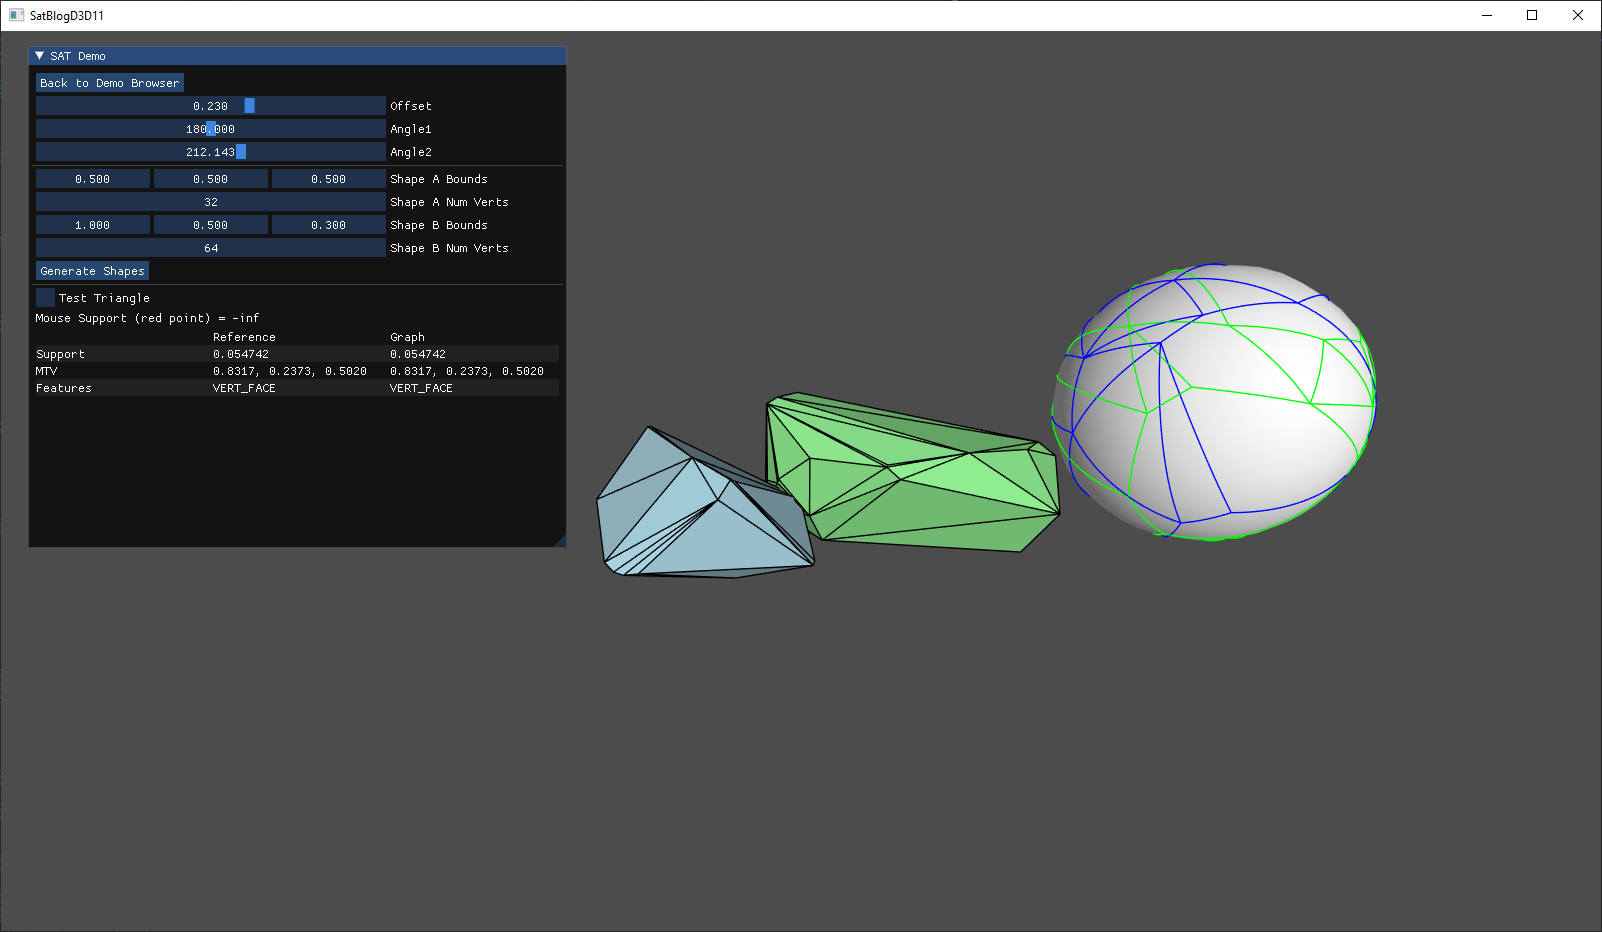 SatBlogD3D11
SAT Demo
Back to Demo Browser
0.230 Offset
180.000 Angle1
212.143 Angle2
0.500 0.500 0.500 Shape A Bounds
32 Shape A Num Verts
1.000 0.500 0.300 Shape B Bounds
64 Shape B Num Verts
Generate Shapes
Test Triangle
Mouse Support (red point) = -inf
Reference Graph
Support 0.054742 0.054742
MTV 0.8317, 0.2373, 0.5020 0.8317, 0.2373, 0.5020
Features VERT_FACE VERT_FACE